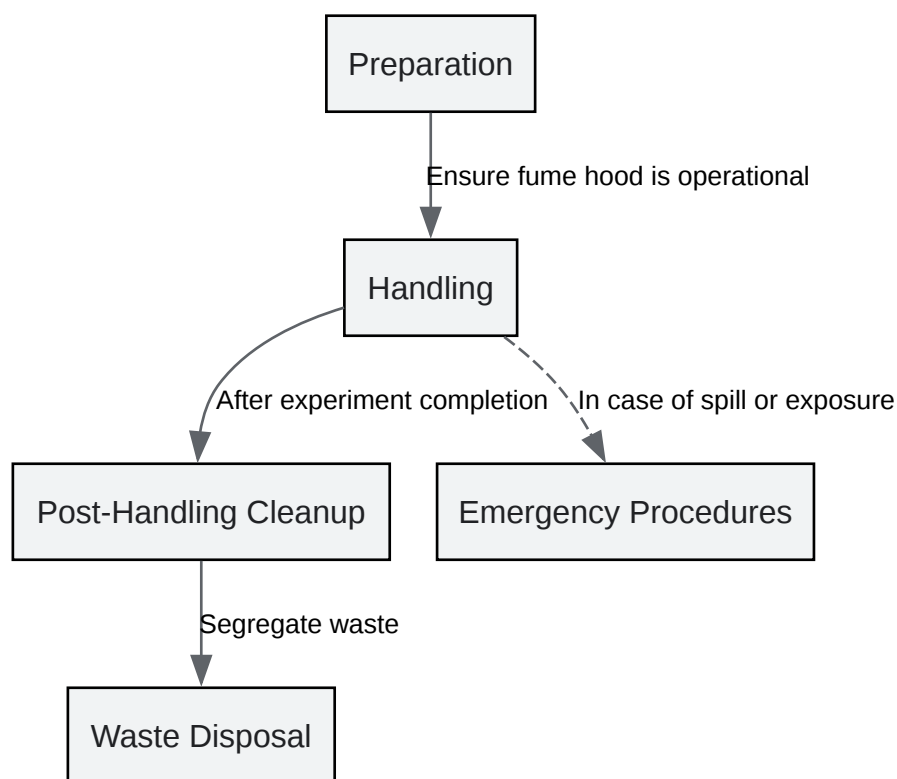 Preparation
Ensure fume hood is operational
Handling
After experiment completion
In case of spill or exposure
Post-Handling Cleanup
Emergency Procedures
Segregate waste
Waste Disposal